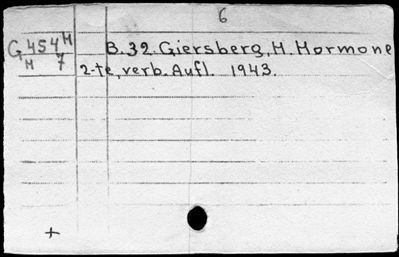 6
G 454 H B. 32. Giersberg, H. Hormone
H 7 2-te, verb. Aufl. 1943.
+